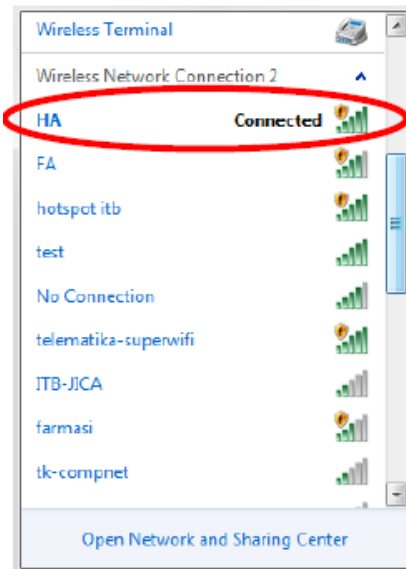 Wireless Terminal
Wireless Network Connection 2
HA Connected
FA
hotspot itb
test
No Connection
telematika-superwifi
ITB-JICA
farmasi
tk-compnet
Open Network and Sharing Center